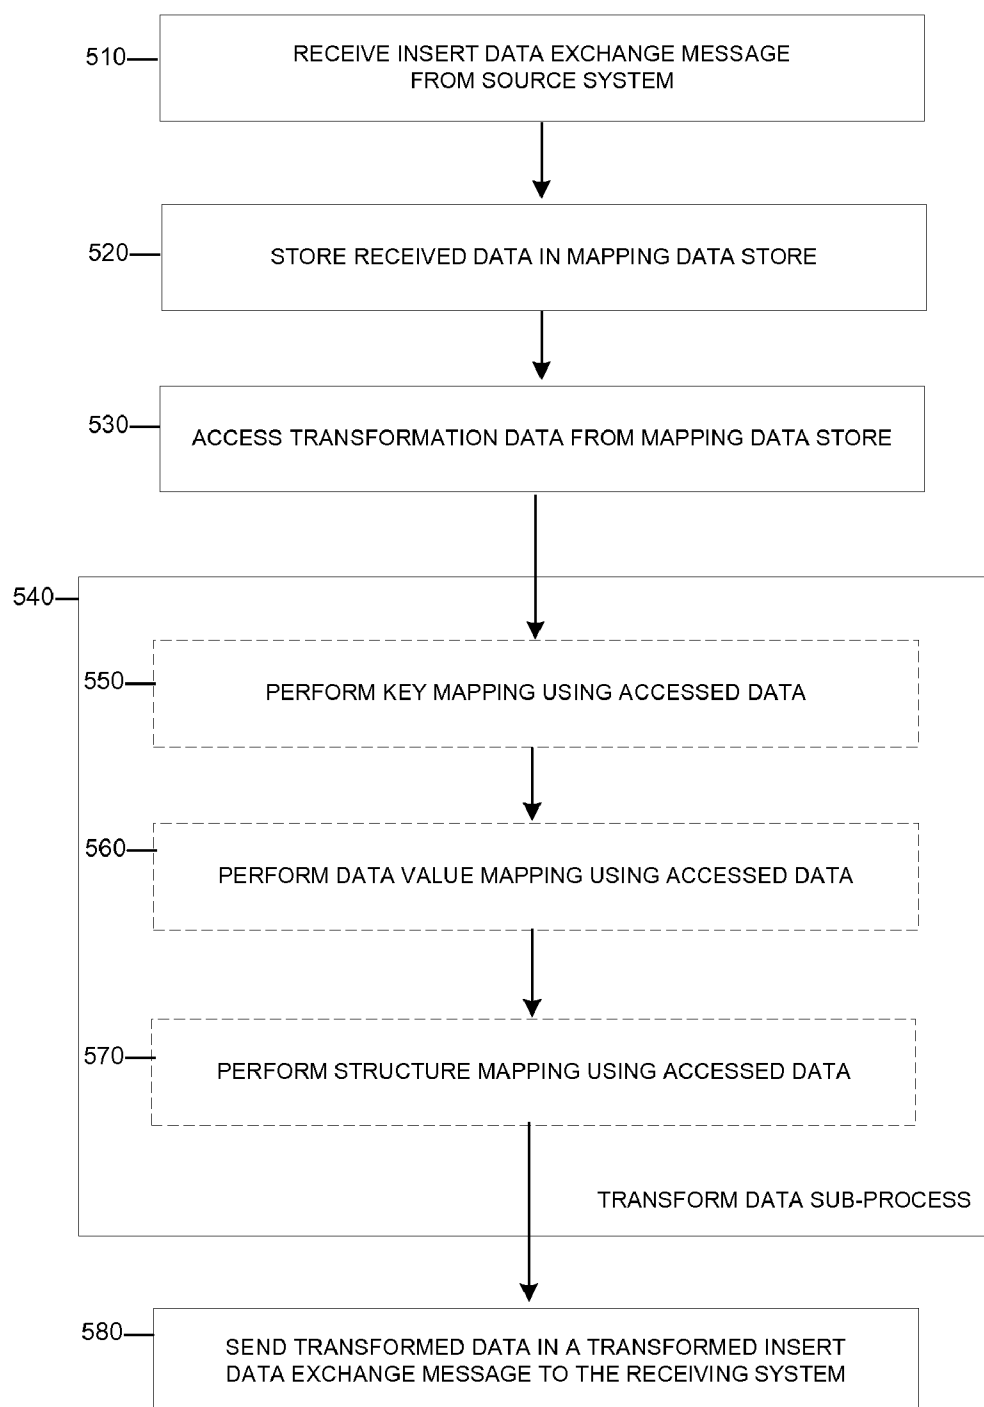 510
RECEIVE INSERT DATA EXCHANGE MESSAGE
FROM SOURCE SYSTEM
520
STORE RECEIVED DATA IN MAPPING DATA STORE
530
ACCESS TRANSFORMATION DATA FROM MAPPING DATA STORE
540
550
PERFORM KEY MAPPING USING ACCESSED DATA
560
PERFORM DATA VALUE MAPPING USING ACCESSED DATA
570
PERFORM STRUCTURE MAPPING USING ACCESSED DATA
TRANSFORM DATA SUB-PROCESS
580
SEND TRANSFORMED DATA IN A TRANSFORMED INSERT
DATA EXCHANGE MESSAGE TO THE RECEIVING SYSTEM